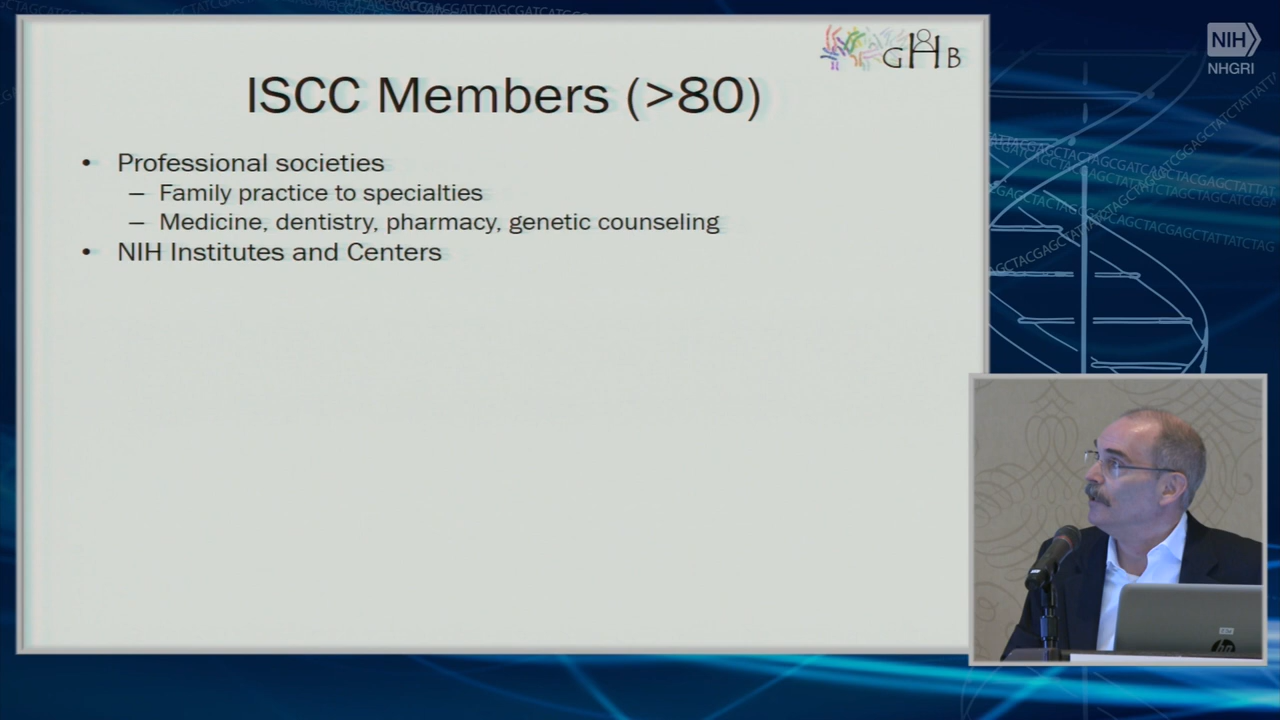 GHB
NIH
NHGRI
ISCC Members (>80)
• Professional societies
– Family practice to specialties
– Medicine, dentistry, pharmacy, genetic counseling
• NIH Institutes and Centers
hp